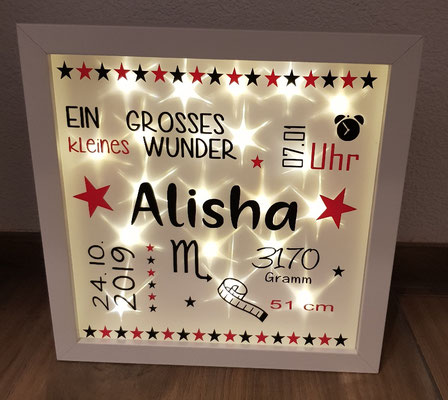 EIN GROSSES
kleines WUNDER
07.01
Uhr
Alisha
24.10.
2019
3170
Gramm
51 cm